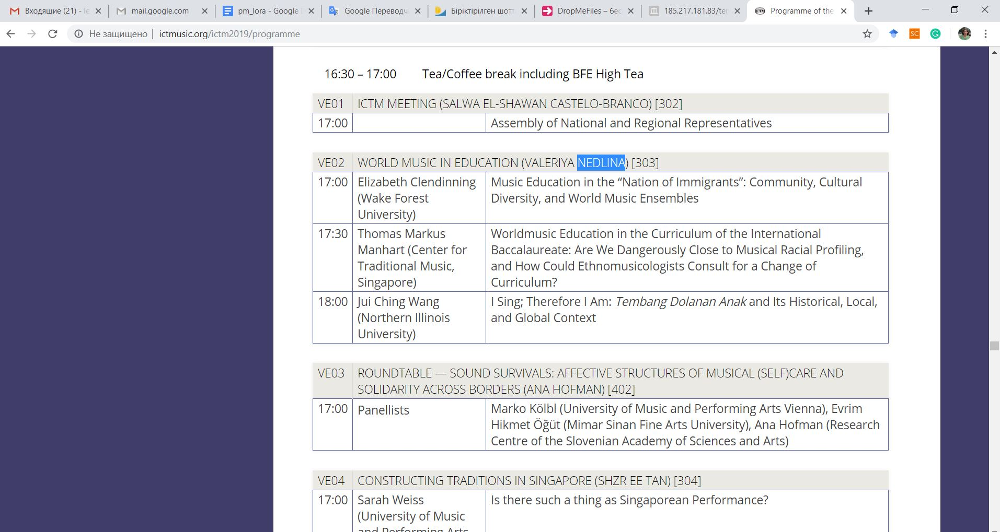 Входящие (21) - le
mail.google.com
pm_lora - Google D
Google Переводчи
Біріктірілген шотт
DropMeFiles – бес
185.217.181.83/ter
Programme of the
Не защищено | ictmusic.org/ictm2019/programme
16:30 – 17:00 Tea/Coffee break including BFE High Tea
VE01 ICTM MEETING (SALWA EL-SHAWAN CASTELO-BRANCO) [302]
17:00 Assembly of National and Regional Representatives
VE02 WORLD MUSIC IN EDUCATION (VALERIYA NEDLINA) [303]
17:00 Elizabeth Clendinning
(Wake Forest
University)
Music Education in the “Nation of Immigrants”: Community, Cultural
Diversity, and World Music Ensembles
17:30 Thomas Markus
Manhart (Center for
Traditional Music,
Singapore)
Worldmusic Education in the Curriculum of the International
Baccalaureate: Are We Dangerously Close to Musical Racial Profiling,
and How Could Ethnomusicologists Consult for a Change of
Curriculum?
18:00 Jui Ching Wang
(Northern Illinois
University)
I Sing; Therefore I Am: Tembang Dolanan Anak and Its Historical, Local,
and Global Context
VE03 ROUNDTABLE — SOUND SURVIVALS: AFFECTIVE STRUCTURES OF MUSICAL (SELF)CARE AND
SOLIDARITY ACROSS BORDERS (ANA HOFMAN) [402]
17:00 Panellists
Marko Kölbl (University of Music and Performing Arts Vienna), Evrim
Hikmet Öğüt (Mimar Sinan Fine Arts University), Ana Hofman (Research
Centre of the Slovenian Academy of Sciences and Arts)
VE04 CONSTRUCTING TRADITIONS IN SINGAPORE (SHZR EE TAN) [304]
17:00 Sarah Weiss
(University of Music
and Performing Arts
Is there such a thing as Singaporean Performance?